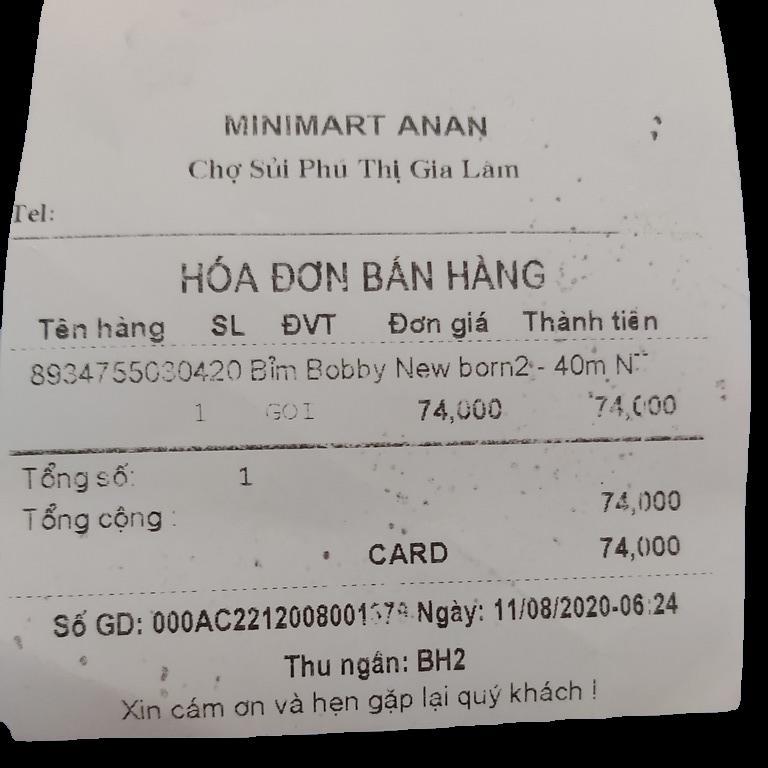 MINIMART ANAN
Chợ Sủi Phú Thị Gia Lâm
Tel:
HÓA ĐƠN BÁN HÀNG
Tên hàng SL ĐVT Đơn giá Thành tiền
8934755030420 Bỉm Bobby New born2 - 40m N
1 GOI 74,000 74,000
Tổng số: 1
Tổng cộng : 74,000
CARD 74,000
Số GD: Ngày: 11/08/2020-06:24
Thu ngân: BH2
Xin cám ơn và hẹn gặp lại quý khách !